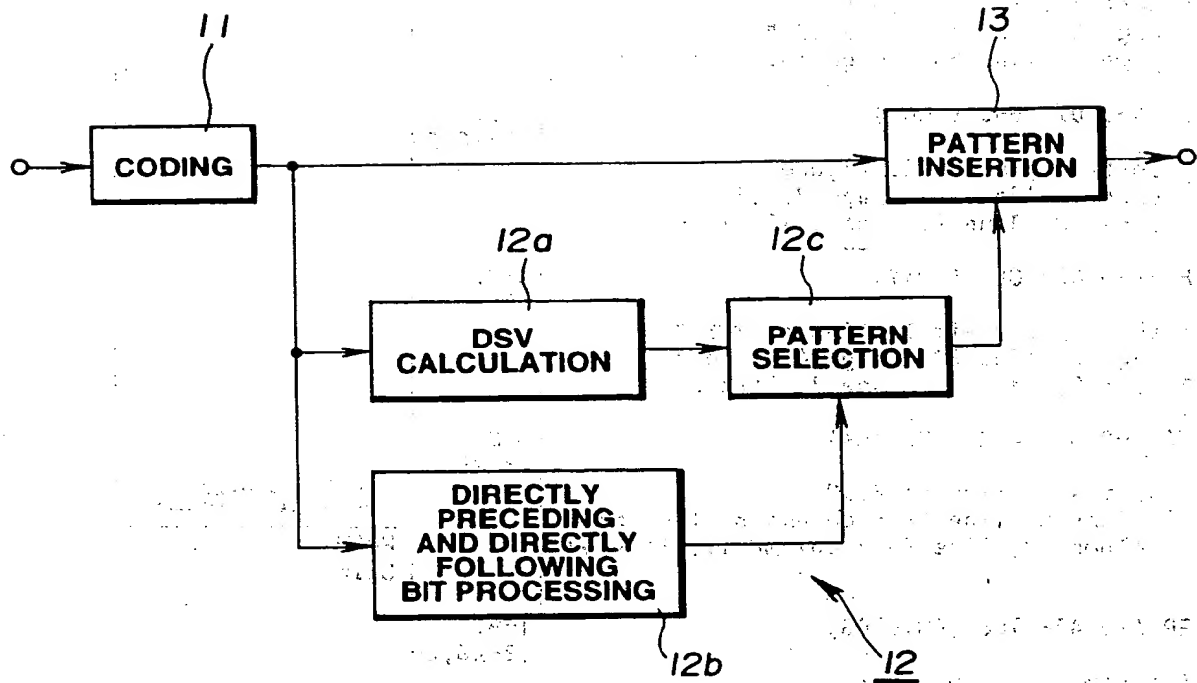 11
13
CODING
PATTERN
INSERTION
12a
12c
DSV
CALCULATION
PATTERN
SELECTION
DIRECTLY
PRECEDING
AND DIRECTLY
FOLLOWING
BIT PROCESSING
12b
12